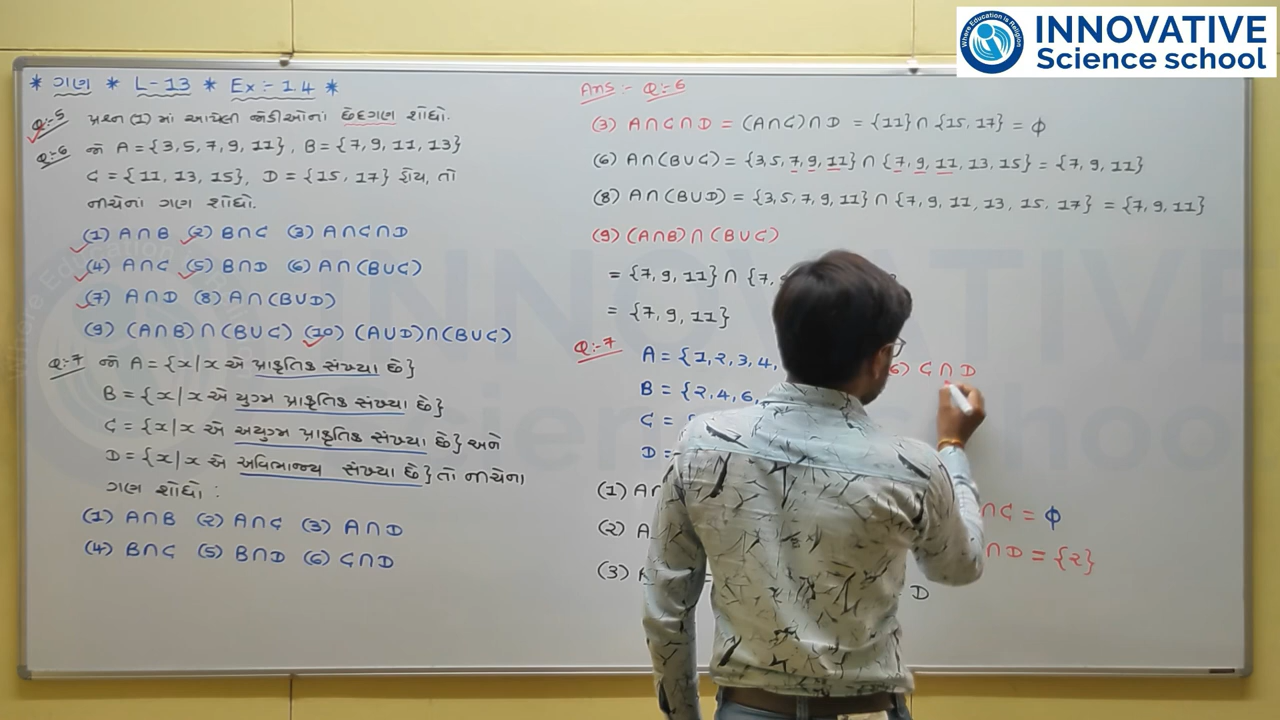 Where Education is Religion
INNOVATIVE
Science school
* ગણ * L-13 * Ex:-1.4 *
Q:-5 પ્રશ્ન (1) માં આપેલી જોડીઓનાં છેદગણ શોધો.
Q:-6 જો A = {3, 5, 7, 9, 11}, B = {7, 9, 11, 13}
C = {11, 13, 15}, D = {15, 17} હોય, તો
નીચેનાં ગણ શોધો.
(1) A∩B (2) B∩C (3) A∩C∩D
(4) A∩C (5) B∩D (6) A∩(B∪C)
(7) A∩D (8) A∩(B∪D)
(9) (A∩B)∩(B∪C) (10) (A∪D)∩(B∪C)
Q:-7 જો A = {x|x એ પ્રાકૃતિક સંખ્યા છે}
B = {x|x એ યુગ્મ પ્રાકૃતિક સંખ્યા છે}
C = {x|x એ અયુગ્મ પ્રાકૃતિક સંખ્યા છે} અને
D = {x|x એ અવિભાજ્ય સંખ્યા છે} તો નીચેના
ગણ શોધો :
(1) A∩B (2) A∩C (3) A∩D
(4) B∩C (5) B∩D (6) C∩D
Ans:- Q:-6
(3) A∩C∩D = (A∩C)∩D = {11}∩{15, 17} = ϕ
(6) A∩(B∪C) = {3, 5, 7, 9, 11} ∩ {7, 9, 11, 13, 15} = {7, 9, 11}
(8) A∩(B∪D) = {3, 5, 7, 9, 11} ∩ {7, 9, 11, 13, 15, 17} = {7, 9, 11}
(9) (A∩B)∩(B∪C)
= {7, 9, 11} ∩ {7,
= {7, 9, 11}
Q:-7 A = {1, ૨, 3, 4,
B = {૨, 4, 6,
C =
D =
(1) A∩
(2) A
(3)
D
6) C∩D
∩C = ϕ
∩D = {૨}